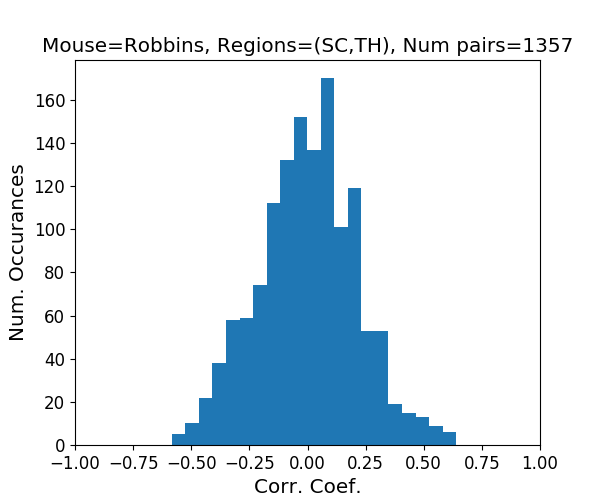 Mouse=Robbins, Regions=(SC,TH), Num pairs=1357
160
140
120
100
80
60
40
20
0
Num. Occurances
−1.00 −0.75 −0.50 −0.25 0.00 0.25 0.50 0.75 1.00
Corr. Coef.